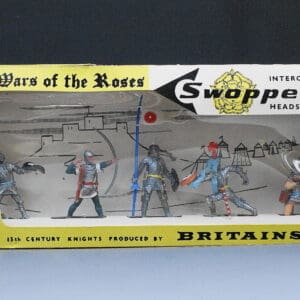 Wars of the Roses
INTERC
Swoppe
HEADS
15th CENTURY KNIGHTS PRODUCED BY BRITAINS